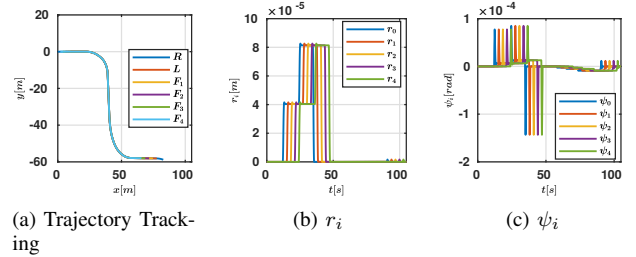 20
0
-20
-40
-60
0
50
100
y[m]
x[m]
R
L
F₁
F₂
F₃
F₄
(a) Trajectory Track-
ing
10 ×10⁻⁵
8
6
4
2
0
0
50
100
rᵢ[m]
t[s]
r₀
r₁
r₂
r₃
r₄
(b) rᵢ
1 ×10⁻⁴
0
-1
-2
0
50
100
ψᵢ[rad]
t[s]
ψ₀
ψ₁
ψ₂
ψ₃
ψ₄
(c) ψᵢ